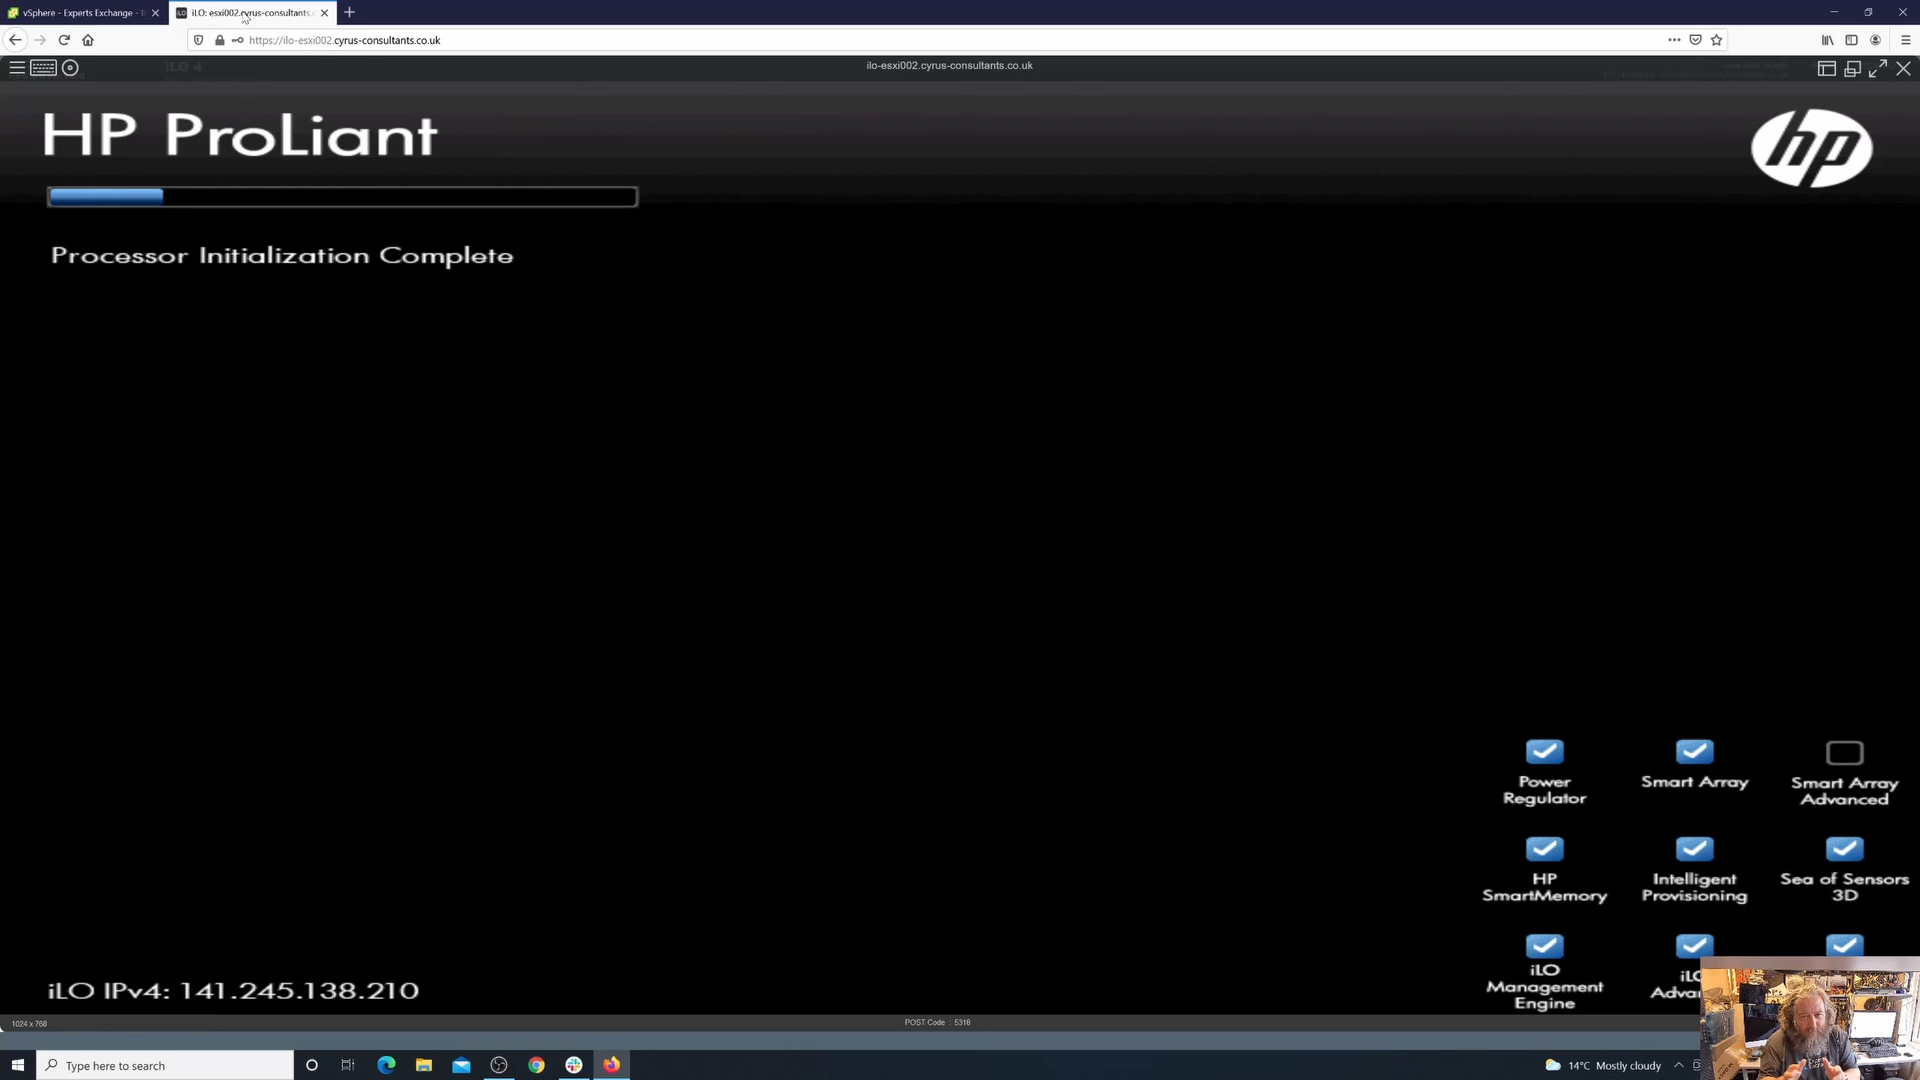 vSphere - Experts Exchange -
iLO: esxi002.cyrus-consultants.
https://ilo-esxi002.cyrus-consultants.co.uk
iLO 4
ilo-esxi002.cyrus-consultants.co.uk
HP ProLiant
hp
Processor Initialization Complete
Power Regulator
Smart Array
Smart Array Advanced
HP SmartMemory
Intelligent Provisioning
Sea of Sensors 3D
iLO Management Engine
iLO IPv4: 141.245.138.210
1024 x 768
POST Code : 5318
Type here to search
14°C Mostly cloudy